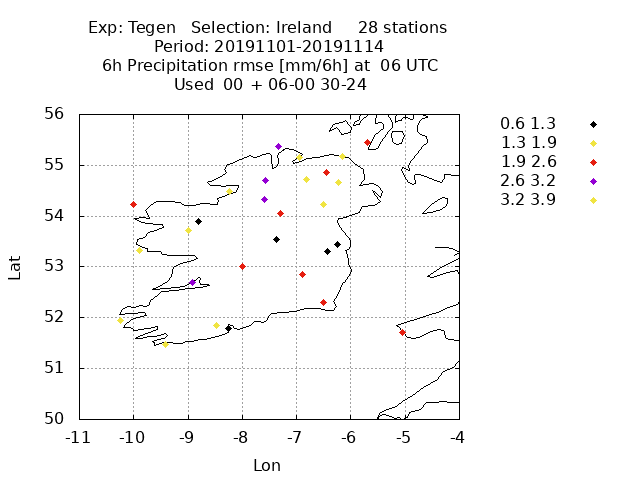 Exp: Tegen   Selection: Ireland     28 stations
Period: 20191101-20191114
6h Precipitation rmse [mm/6h] at  06 UTC
Used  00  + 06-00 30-24
56
55
54
53
52
51
50
-11 -10 -9 -8 -7 -6 -5 -4
Lat
Lon
0.6 1.3
1.3 1.9
1.9 2.6
2.6 3.2
3.2 3.9